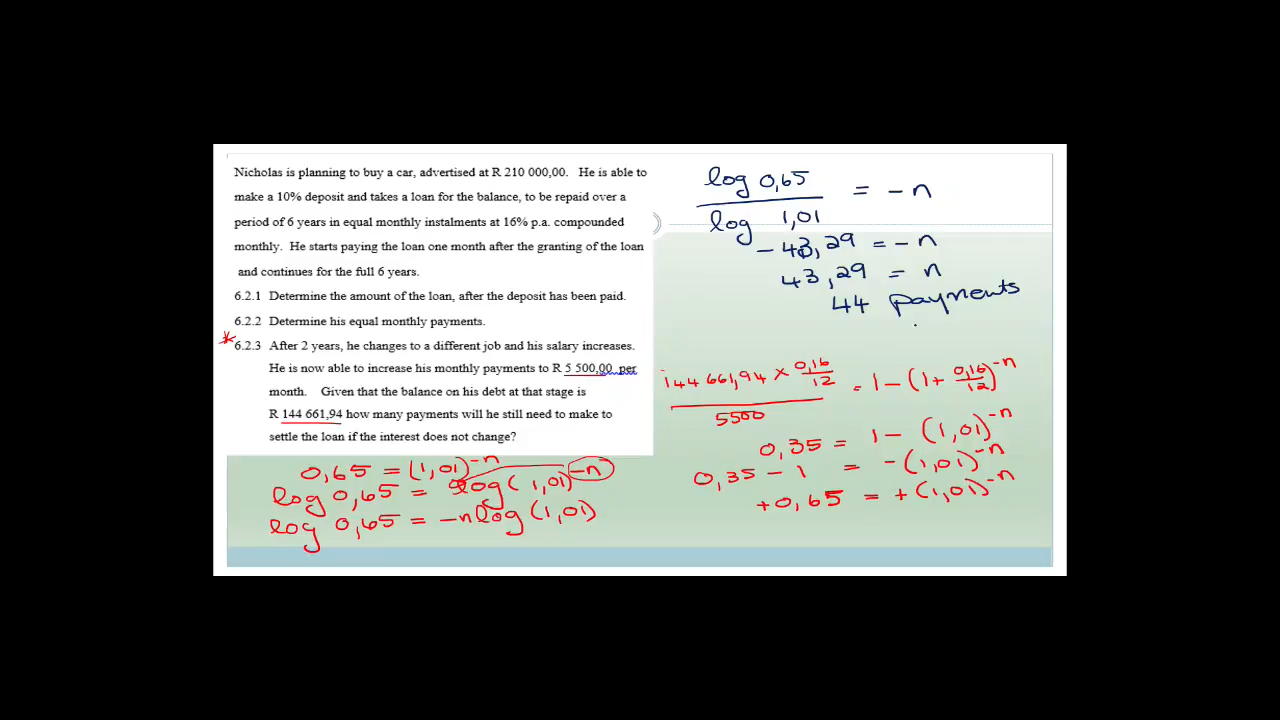 Nicholas is planning to buy a car, advertised at R 210 000,00. He is able to
make a 10% deposit and takes a loan for the balance, to be repaid over a
period of 6 years in equal monthly instalments at 16% p.a. compounded
monthly. He starts paying the loan one month after the granting of the loan
and continues for the full 6 years.
6.2.1 Determine the amount of the loan, after the deposit has been paid.
6.2.2 Determine his equal monthly payments.
* 6.2.3 After 2 years, he changes to a different job and his salary increases.
He is now able to increase his monthly payments to R 5 500,00 per
month. Given that the balance on his debt at that stage is
R 144 661,94 how many payments will he still need to make to
settle the loan if the interest does not change?
144 661,94 × 0,16/12 / 5500 = 1 − (1 + 0,16/12)^−n
0,35 = 1 − (1,01)^−n
0,35 − 1 = −(1,01)^−n
+0,65 = +(1,01)^−n
0,65 = (1,01)^−n
log 0,65 = log(1,01)^−n
log 0,65 = −n log (1,01)
log 0,65 / log 1,01 = −n
−43,29 = −n
43,29 = n
44 payments